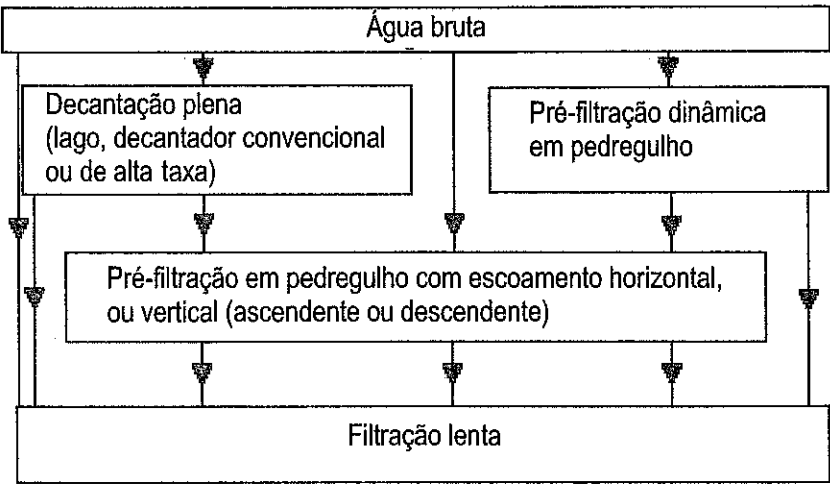 Água bruta
Decantação plena
(lago, decantador convencional
ou de alta taxa)
Pré-filtração dinâmica
em pedregulho
Pré-filtração em pedregulho com escoamento horizontal,
ou vertical (ascendente ou descendente)
Filtração lenta